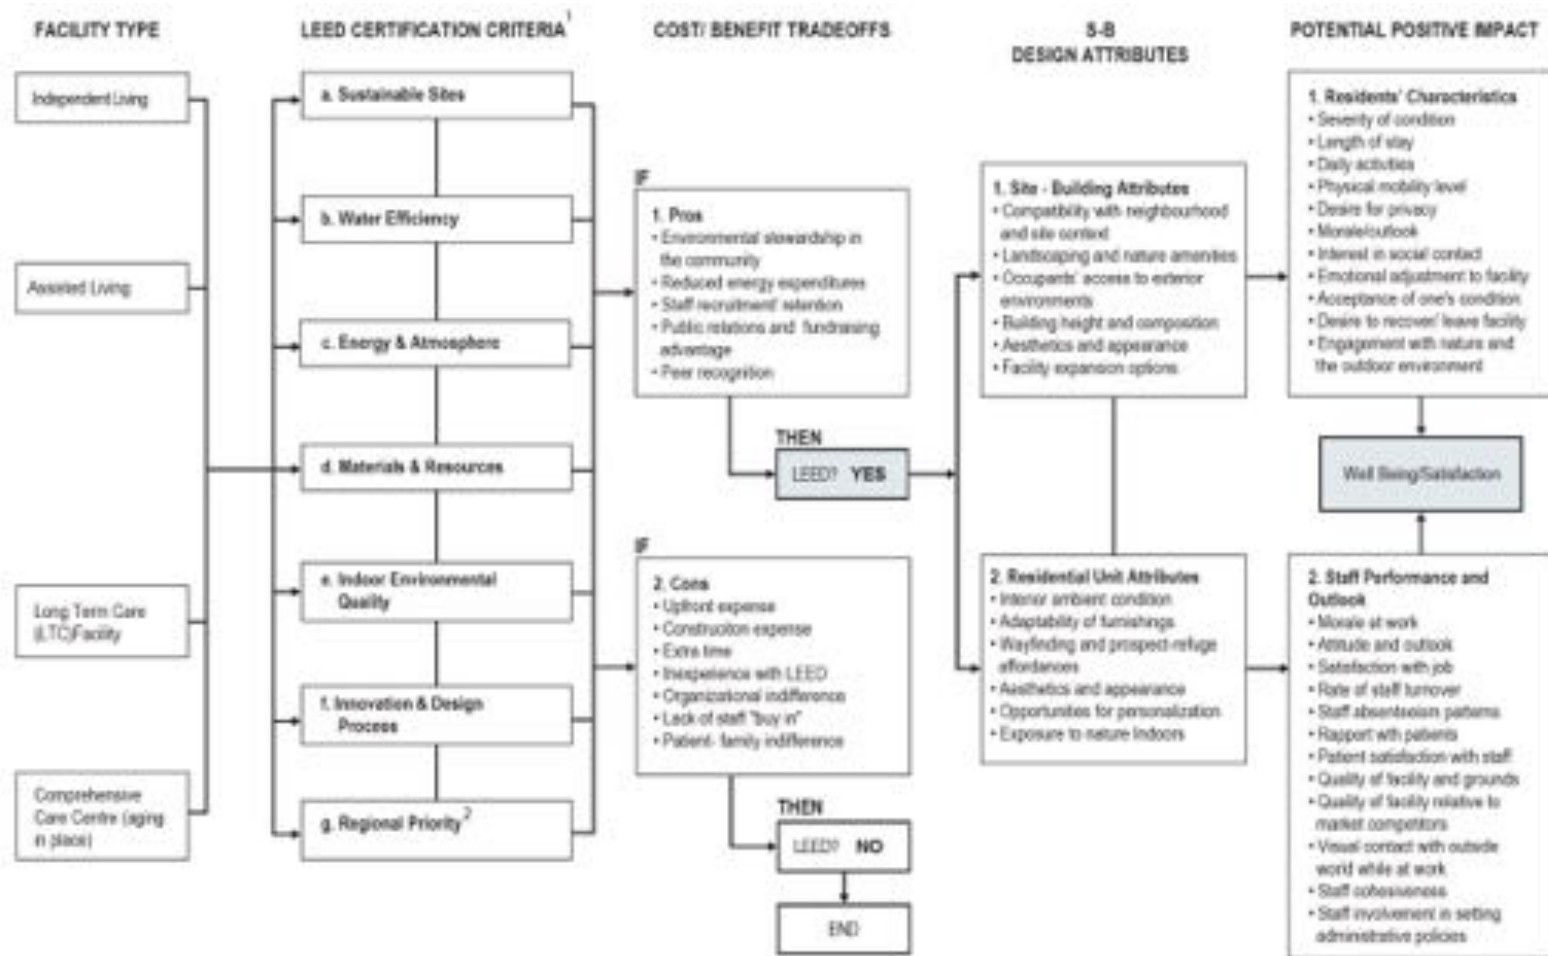 FACILITY TYPE
LEED CERTIFICATION CRITERIA1
COST/ BENEFIT TRADEOFFS
S-B
DESIGN ATTRIBUTES
POTENTIAL POSITIVE IMPACT
Independent Living
Assisted Living
Long Term Care
(LTC)Facility
Comprehensive
Care Centre (aging
in place)
a. Sustainable Sites
b. Water Efficiency
c. Energy & Atmosphere
d. Materials & Resources
e. Indoor Environmental
Quality
f. Innovation & Design
Process
g. Regional Priority2
IF
1. Pros
• Environmental stewardship in
the community
• Reduced energy expenditures
• Staff recruitment/ retention
• Public relations and fundraising
advantage
• Peer recognition
THEN
LEED? YES
IF
2. Cons
• Upfront expense
• Construciton expense
• Extra time
• Inexperience with LEED
• Organizational indifference
• Lack of staff "buy in"
• Patient- family indifference
THEN
LEED? NO
END
1. Site - Building Attributes
• Compatibility with neighbourhood
and site context
• Landscaping and nature amenities
• Occupants' access to exterior
environments
• Building height and composition
• Aesthetics and appearance
• Facility expansion options
2. Residential Unit Attributes
• Interior ambient condition
• Adaptability of furnishings
• Wayfinding and prospect-refuge
affordances
• Aesthetics and appearance
• Opportunities for personalization
• Exposure to nature Indoors
1. Residents' Characteristics
• Severity of condition
• Length of stay
• Daily activities
• Physical mobility level
• Desire for privacy
• Morale/outlook
• Interest in social contact
• Emotional adjustment to facility
• Acceptance of one's condition
• Desire to recover/ leave facility
• Engagement with nature and
the outdoor environment
Well Being/Satisfaction
2. Staff Performance and
Outlook
• Morale at work
• Attitude and outlook
• Satisfaction with job
• Rate of staff turnover
• Staff absenteeism patterns
• Rapport wth patients
• Patient satisfaction with staff
• Quality of facility and grounds
• Quality of facility relative to
market competitors
• Visual contact with outside
world while at work
• Staff cohesiveness
• Staff involvement in setting
administrative policies